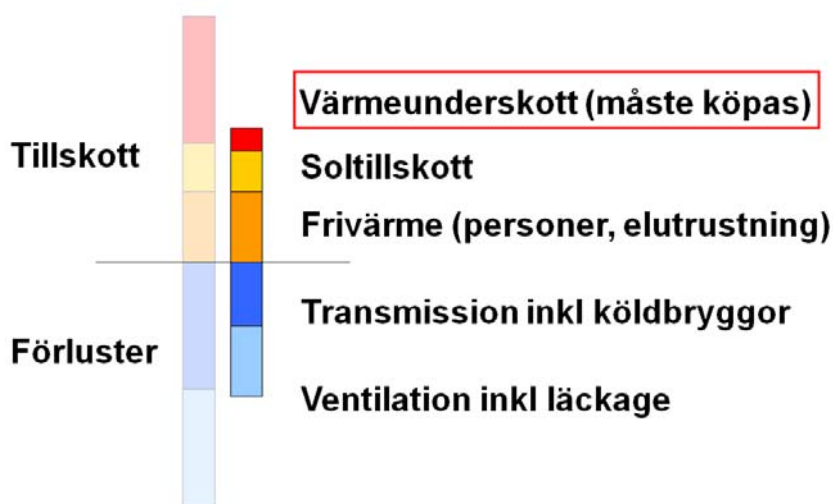 Värmeunderskott (måste köpas)
Tillskott
Soltillskott
Frivärme (personer, elutrustning)
Transmission inkl köldbryggor
Förluster
Ventilation inkl läckage